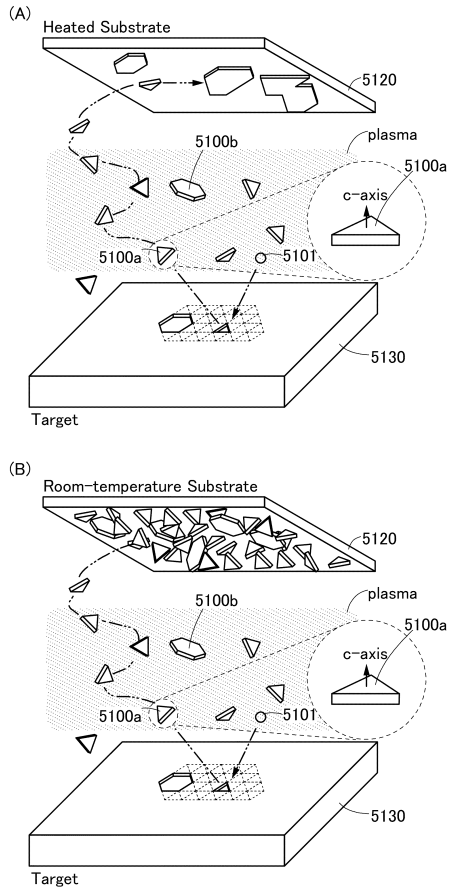 (A)
Heated Substrate
5120
plasma
5100b
5100a
c-axis
5100a
5101
5130
Target
(B)
Room-temperature Substrate
5120
plasma
5100b
5100a
c-axis
5100a
5101
5130
Target